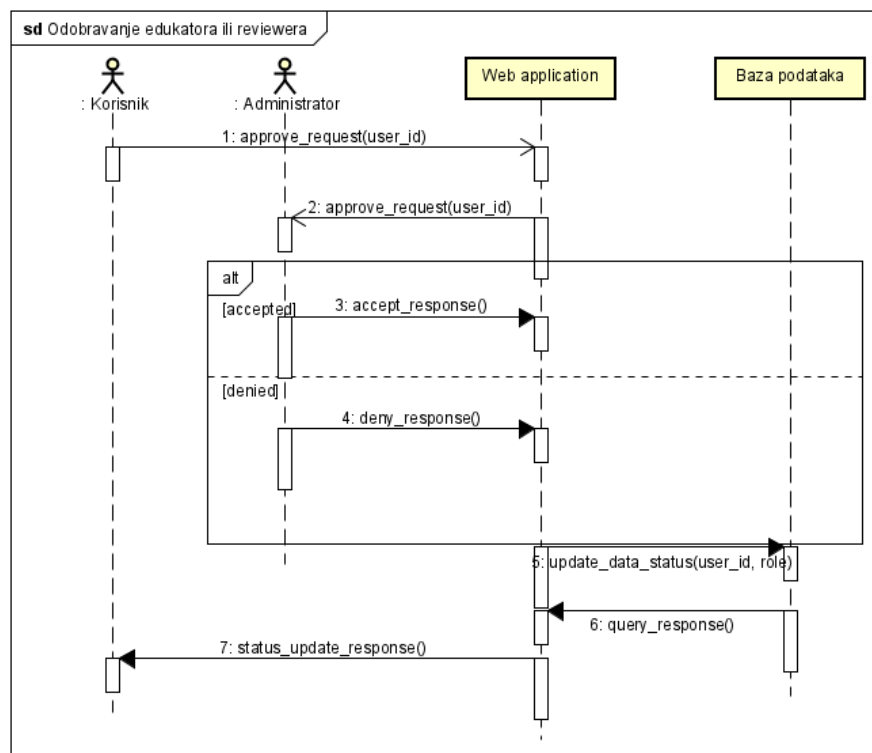 sd Odobravanje edukatora ili reviewera
: Korisnik
: Administrator
Web application
Baza podataka
1: approve_request(user_id)
2: approve_request(user_id)
alt
[accepted]
3: accept_response()
[denied]
4: deny_response()
5: update_data_status(user_id, role)
6: query_response()
7: status_update_response()